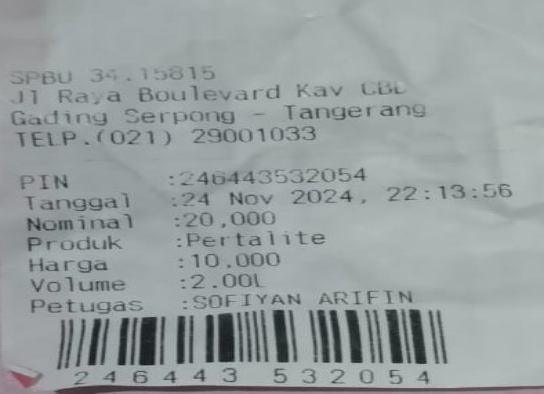 SPBU 34.15815
Jl Raya Boulevard Kav CBD
Gading Serpong - Tangerang
TELP.(021) 29001033
PIN :246443532054
Tanggal :24 Nov 2024, 22:13:56
Nominal :20,000
Produk :Pertalite
Harga :10,000
Volume :2.00L
Petugas :SOFIYAN ARIFIN
246443 532054